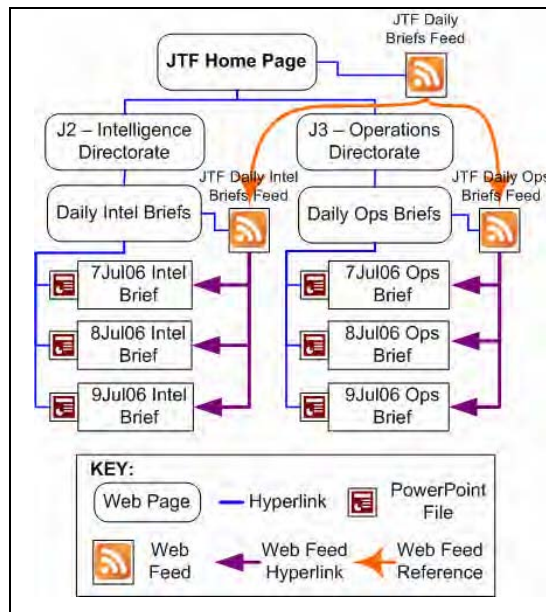 JTF Daily
Briefs Feed
JTF Home Page
J2 – Intelligence
Directorate
J3 – Operations
Directorate
JTF Daily Intel
Briefs Feed
JTF Daily Ops
Briefs Feed
Daily Intel Briefs
Daily Ops Briefs
7Jul06 Intel
Brief
7Jul06 Ops
Brief
8Jul06 Intel
Brief
8Jul06 Ops
Brief
9Jul06 Intel
Brief
9Jul06 Ops
Brief
KEY:
Web Page
Hyperlink
PowerPoint
File
Web
Feed
Web Feed
Hyperlink
Web Feed
Reference